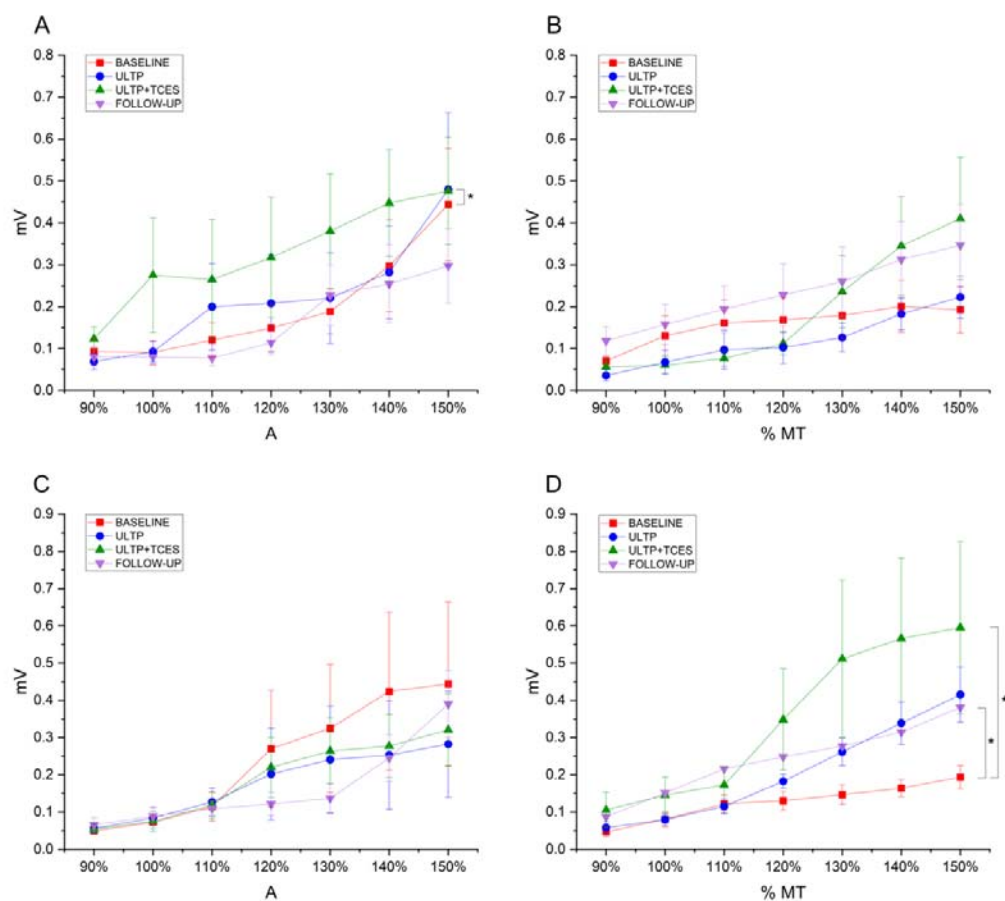 A
0.8
0.7
0.6
0.5
0.4
0.3
0.2
0.1
0.0
mV
BASELINE
ULTP
ULTP+TCES
FOLLOW-UP
*
90% 100% 110% 120% 130% 140% 150%
A
B
0.8
0.7
0.6
0.5
0.4
0.3
0.2
0.1
0.0
mV
BASELINE
ULTP
ULTP+TCES
FOLLOW-UP
90% 100% 110% 120% 130% 140% 150%
% MT
C
0.9
0.8
0.7
0.6
0.5
0.4
0.3
0.2
0.1
0.0
mV
BASELINE
ULTP
ULTP+TCES
FOLLOW-UP
90% 100% 110% 120% 130% 140% 150%
A
D
0.9
0.8
0.7
0.6
0.5
0.4
0.3
0.2
0.1
0.0
mV
BASELINE
ULTP
ULTP+TCES
FOLLOW-UP
*
*
90% 100% 110% 120% 130% 140% 150%
% MT